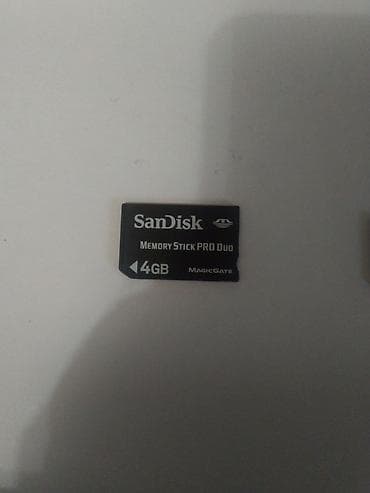 SanDisk
MEMORY STICK PRO DUO
4GB MAGICGATE